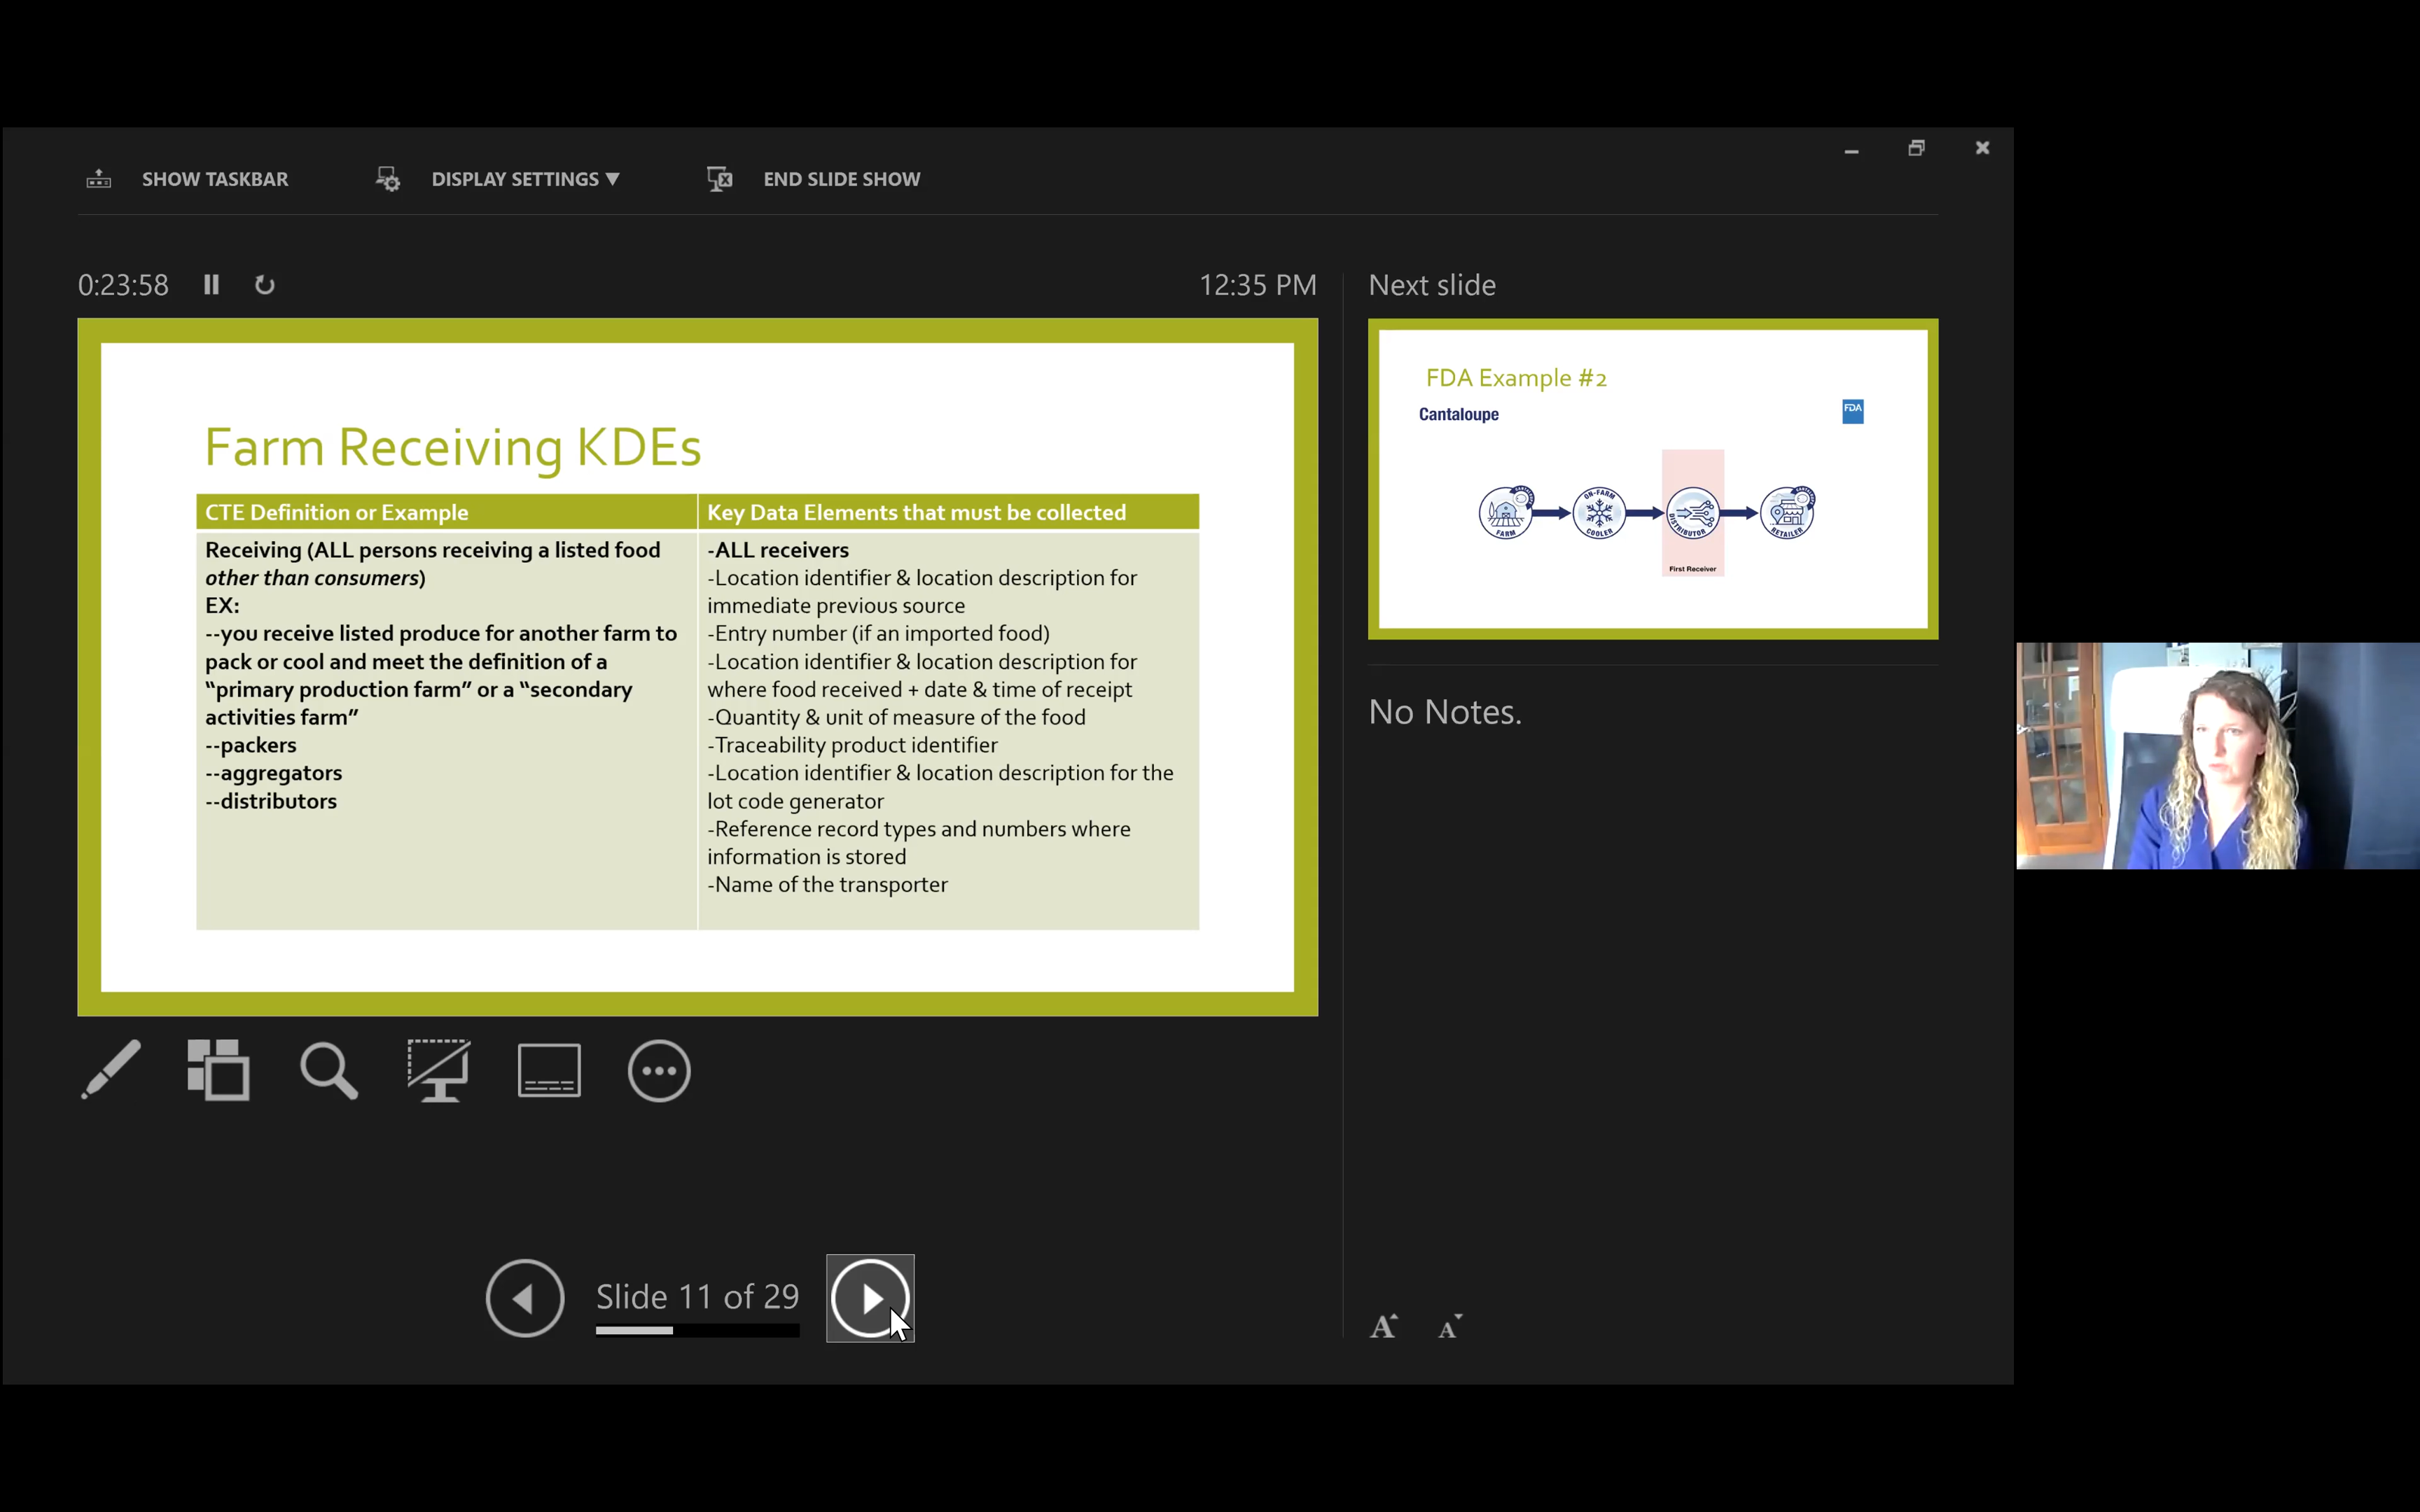 SHOW TASKBAR
DISPLAY SETTINGS ▼
END SLIDE SHOW
0:23:58
12:35 PM
Farm Receiving KDEs
CTE Definition or Example
Receiving (ALL persons receiving a listed food
other than consumers)
EX:
--you receive listed produce for another farm to
pack or cool and meet the definition of a
“primary production farm” or a “secondary
activities farm”
--packers
--aggregators
--distributors
Key Data Elements that must be collected
-ALL receivers
-Location identifier & location description for
immediate previous source
-Entry number (if an imported food)
-Location identifier & location description for
where food received + date & time of receipt
-Quantity & unit of measure of the food
-Traceability product identifier
-Location identifier & location description for the
lot code generator
-Reference record types and numbers where
information is stored
-Name of the transporter
Slide 11 of 29
Next slide
FDA Example #2
Cantaloupe
FDA
FARM
ON-FARM
COOLER
DISTRIBUTOR
RETAILER
First Receiver
No Notes.
A
A